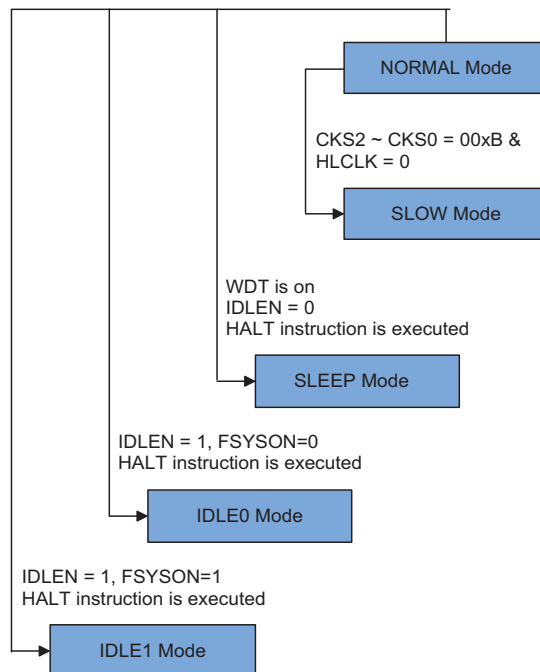 NORMAL Mode
CKS2 ~ CKS0 = 00xB &
HLCLK = 0
SLOW Mode
WDT is on
IDLEN = 0
HALT instruction is executed
SLEEP Mode
IDLEN = 1, FSYSON=0
HALT instruction is executed
IDLE0 Mode
IDLEN = 1, FSYSON=1
HALT instruction is executed
IDLE1 Mode